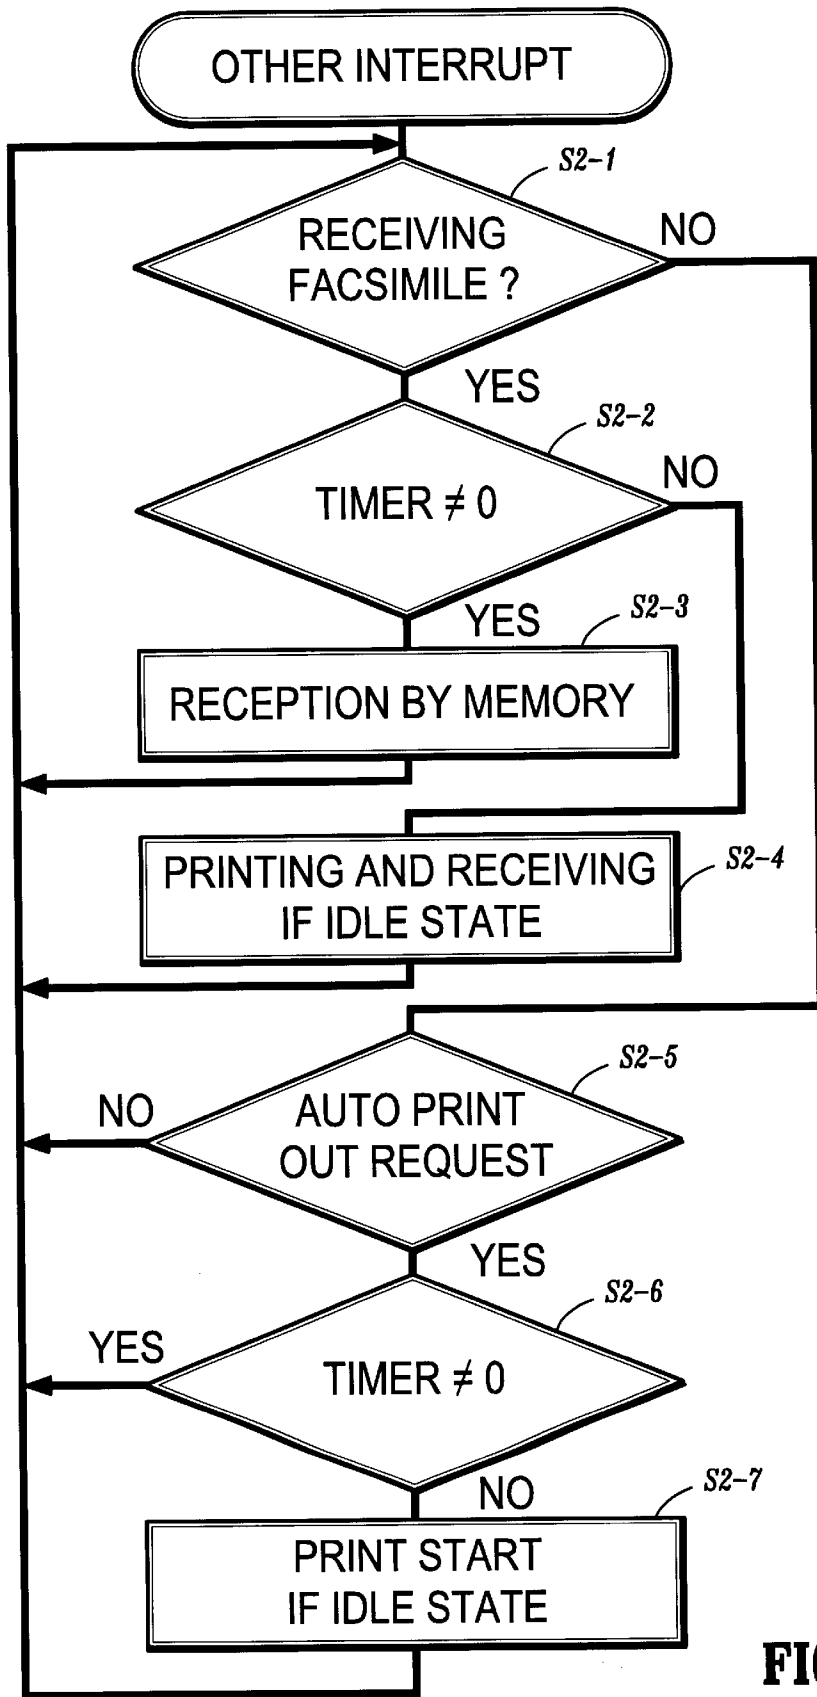 OTHER INTERRUPT
S2-1
RECEIVING
FACSIMILE ?
NO
YES
S2-2
TIMER ≠ 0
NO
YES
S2-3
RECEPTION BY MEMORY
PRINTING AND RECEIVING
IF IDLE STATE
S2-4
S2-5
AUTO PRINT
OUT REQUEST
NO
YES
S2-6
TIMER ≠ 0
YES
NO
S2-7
PRINT START
IF IDLE STATE